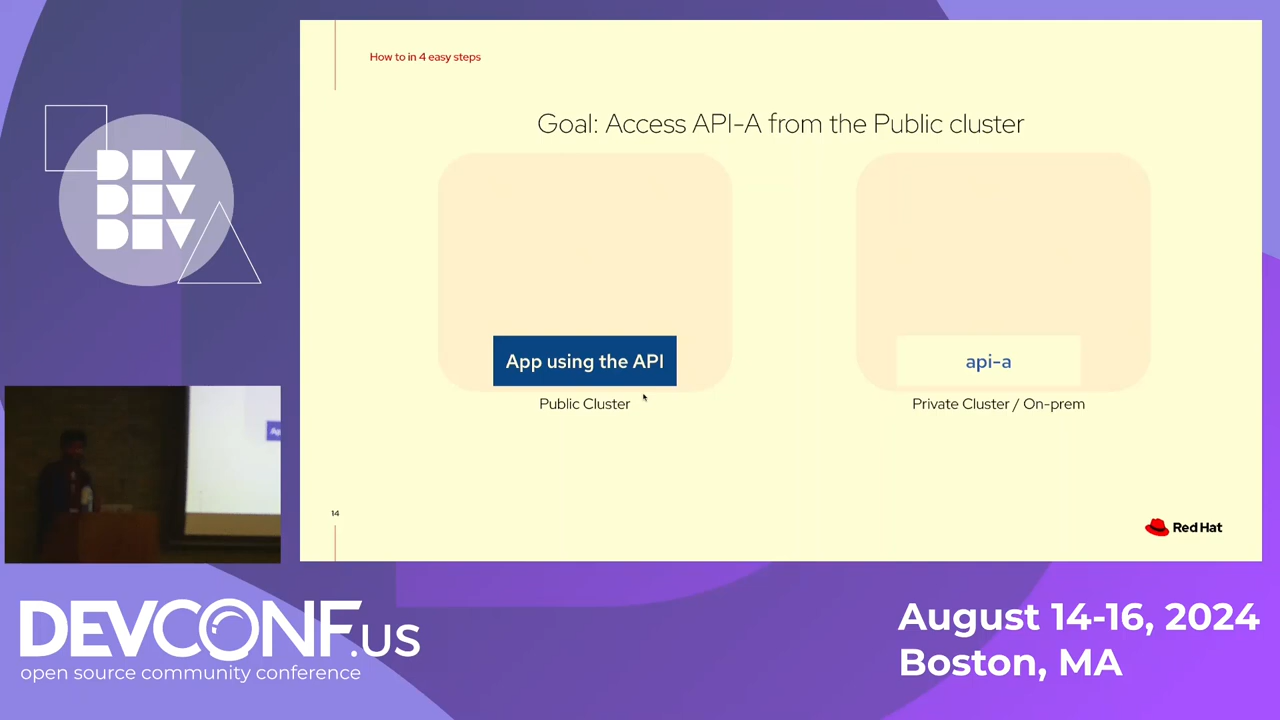 How to in 4 easy steps
Goal: Access API-A from the Public cluster
App using the API
Public Cluster
api-a
Private Cluster / On-prem
14
Red Hat
DEV
DEV
DEV
DEVCONF.us
open source community conference
August 14-16, 2024
Boston, MA